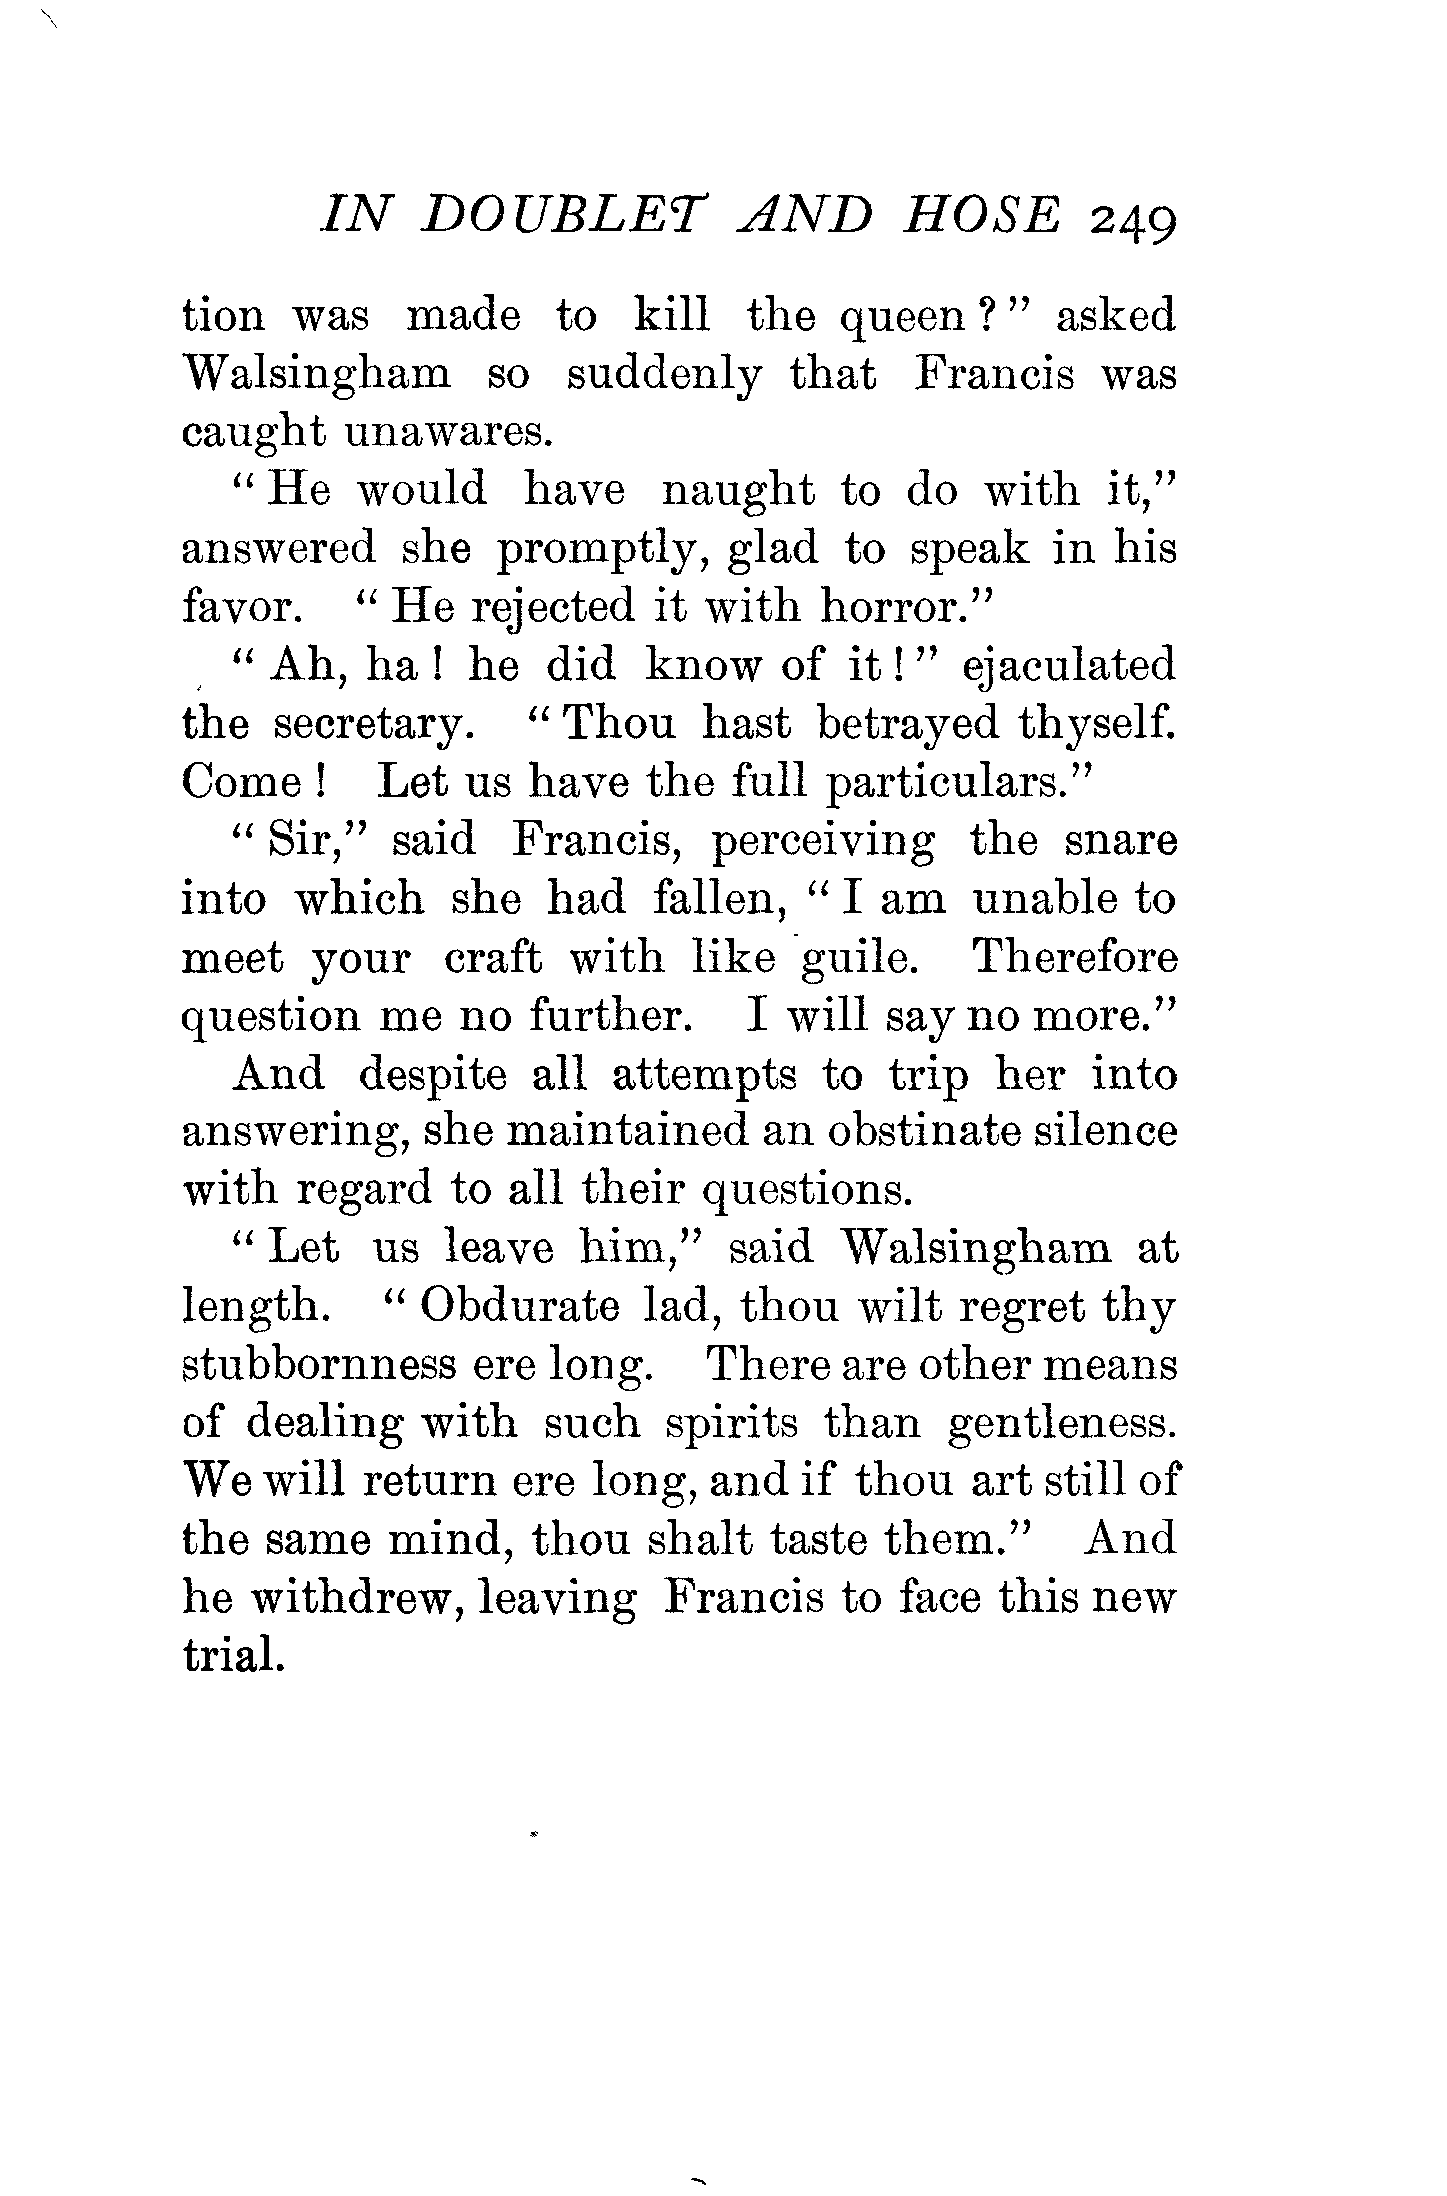 IN DOUBLET AND HOSE 249
tion was made to kill the queen?" asked
Walsingham so suddenly that Francis was
caught unawares.
"He would have naught to do with it,"
answered she promptly, glad to speak in his
favor. "He rejected it with horror."
"Ah, ha! he did know of it!" ejaculated
the secretary. "Thou hast betrayed thyself.
Come! Let us have the full particulars."
"Sir," said Francis, perceiving the snare
into which she had fallen, "I am unable to
meet your craft with like guile. Therefore
question me no further. I will say no more."
And despite all attempts to trip her into
answering, she maintained an obstinate silence
with regard to all their questions.
"Let us leave him," said Walsingham at
length. "Obdurate lad, thou wilt regret thy
stubbornness ere long. There are other means
of dealing with such spirits than gentleness.
We will return ere long, and if thou art still of
the same mind, thou shalt taste them." And
he withdrew, leaving Francis to face this new
trial.